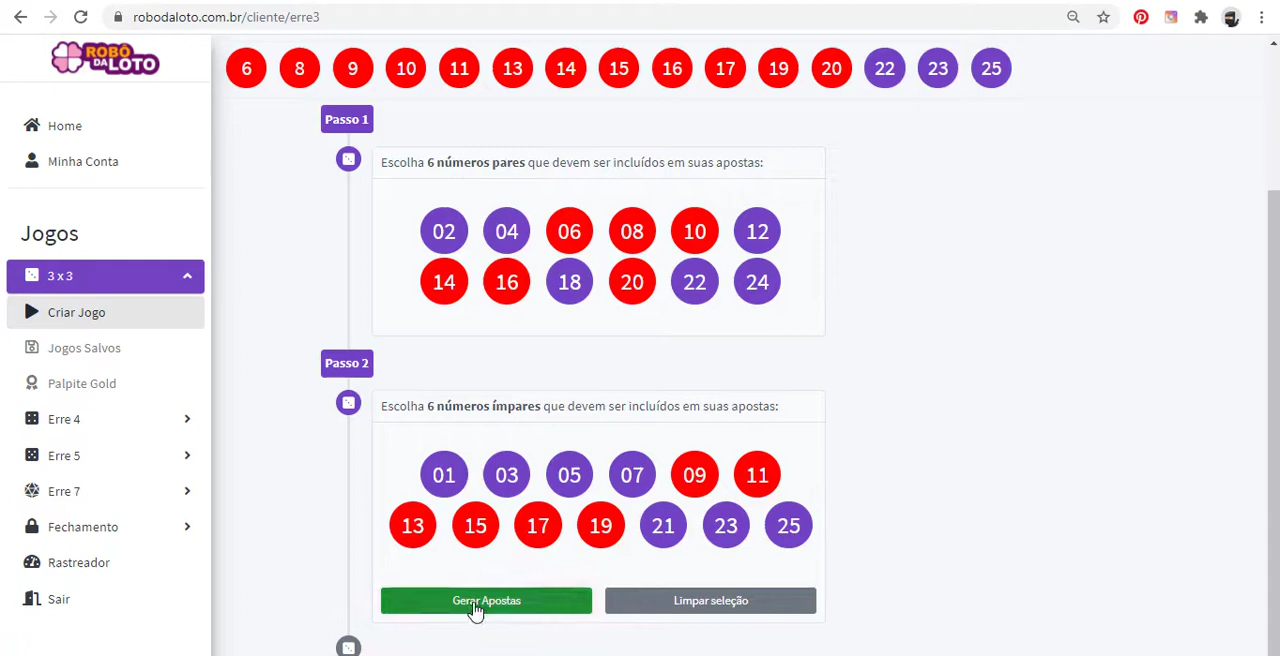 robodaloto.com.br/cliente/erre3
ROBÔ
DA LOTO
6 8 9 10 11 13 14 15 16 17 19 20 22 23 25
Home
Minha Conta
Jogos
3 x 3
Criar Jogo
Jogos Salvos
Palpite Gold
Erre 4
Erre 5
Erre 7
Fechamento
Rastreador
Sair
Passo 1
Escolha 6 números pares que devem ser incluídos em suas apostas:
02 04 06 08 10 12
14 16 18 20 22 24
Passo 2
Escolha 6 números ímpares que devem ser incluídos em suas apostas:
01 03 05 07 09 11
13 15 17 19 21 23 25
Gerar Apostas
Limpar seleção